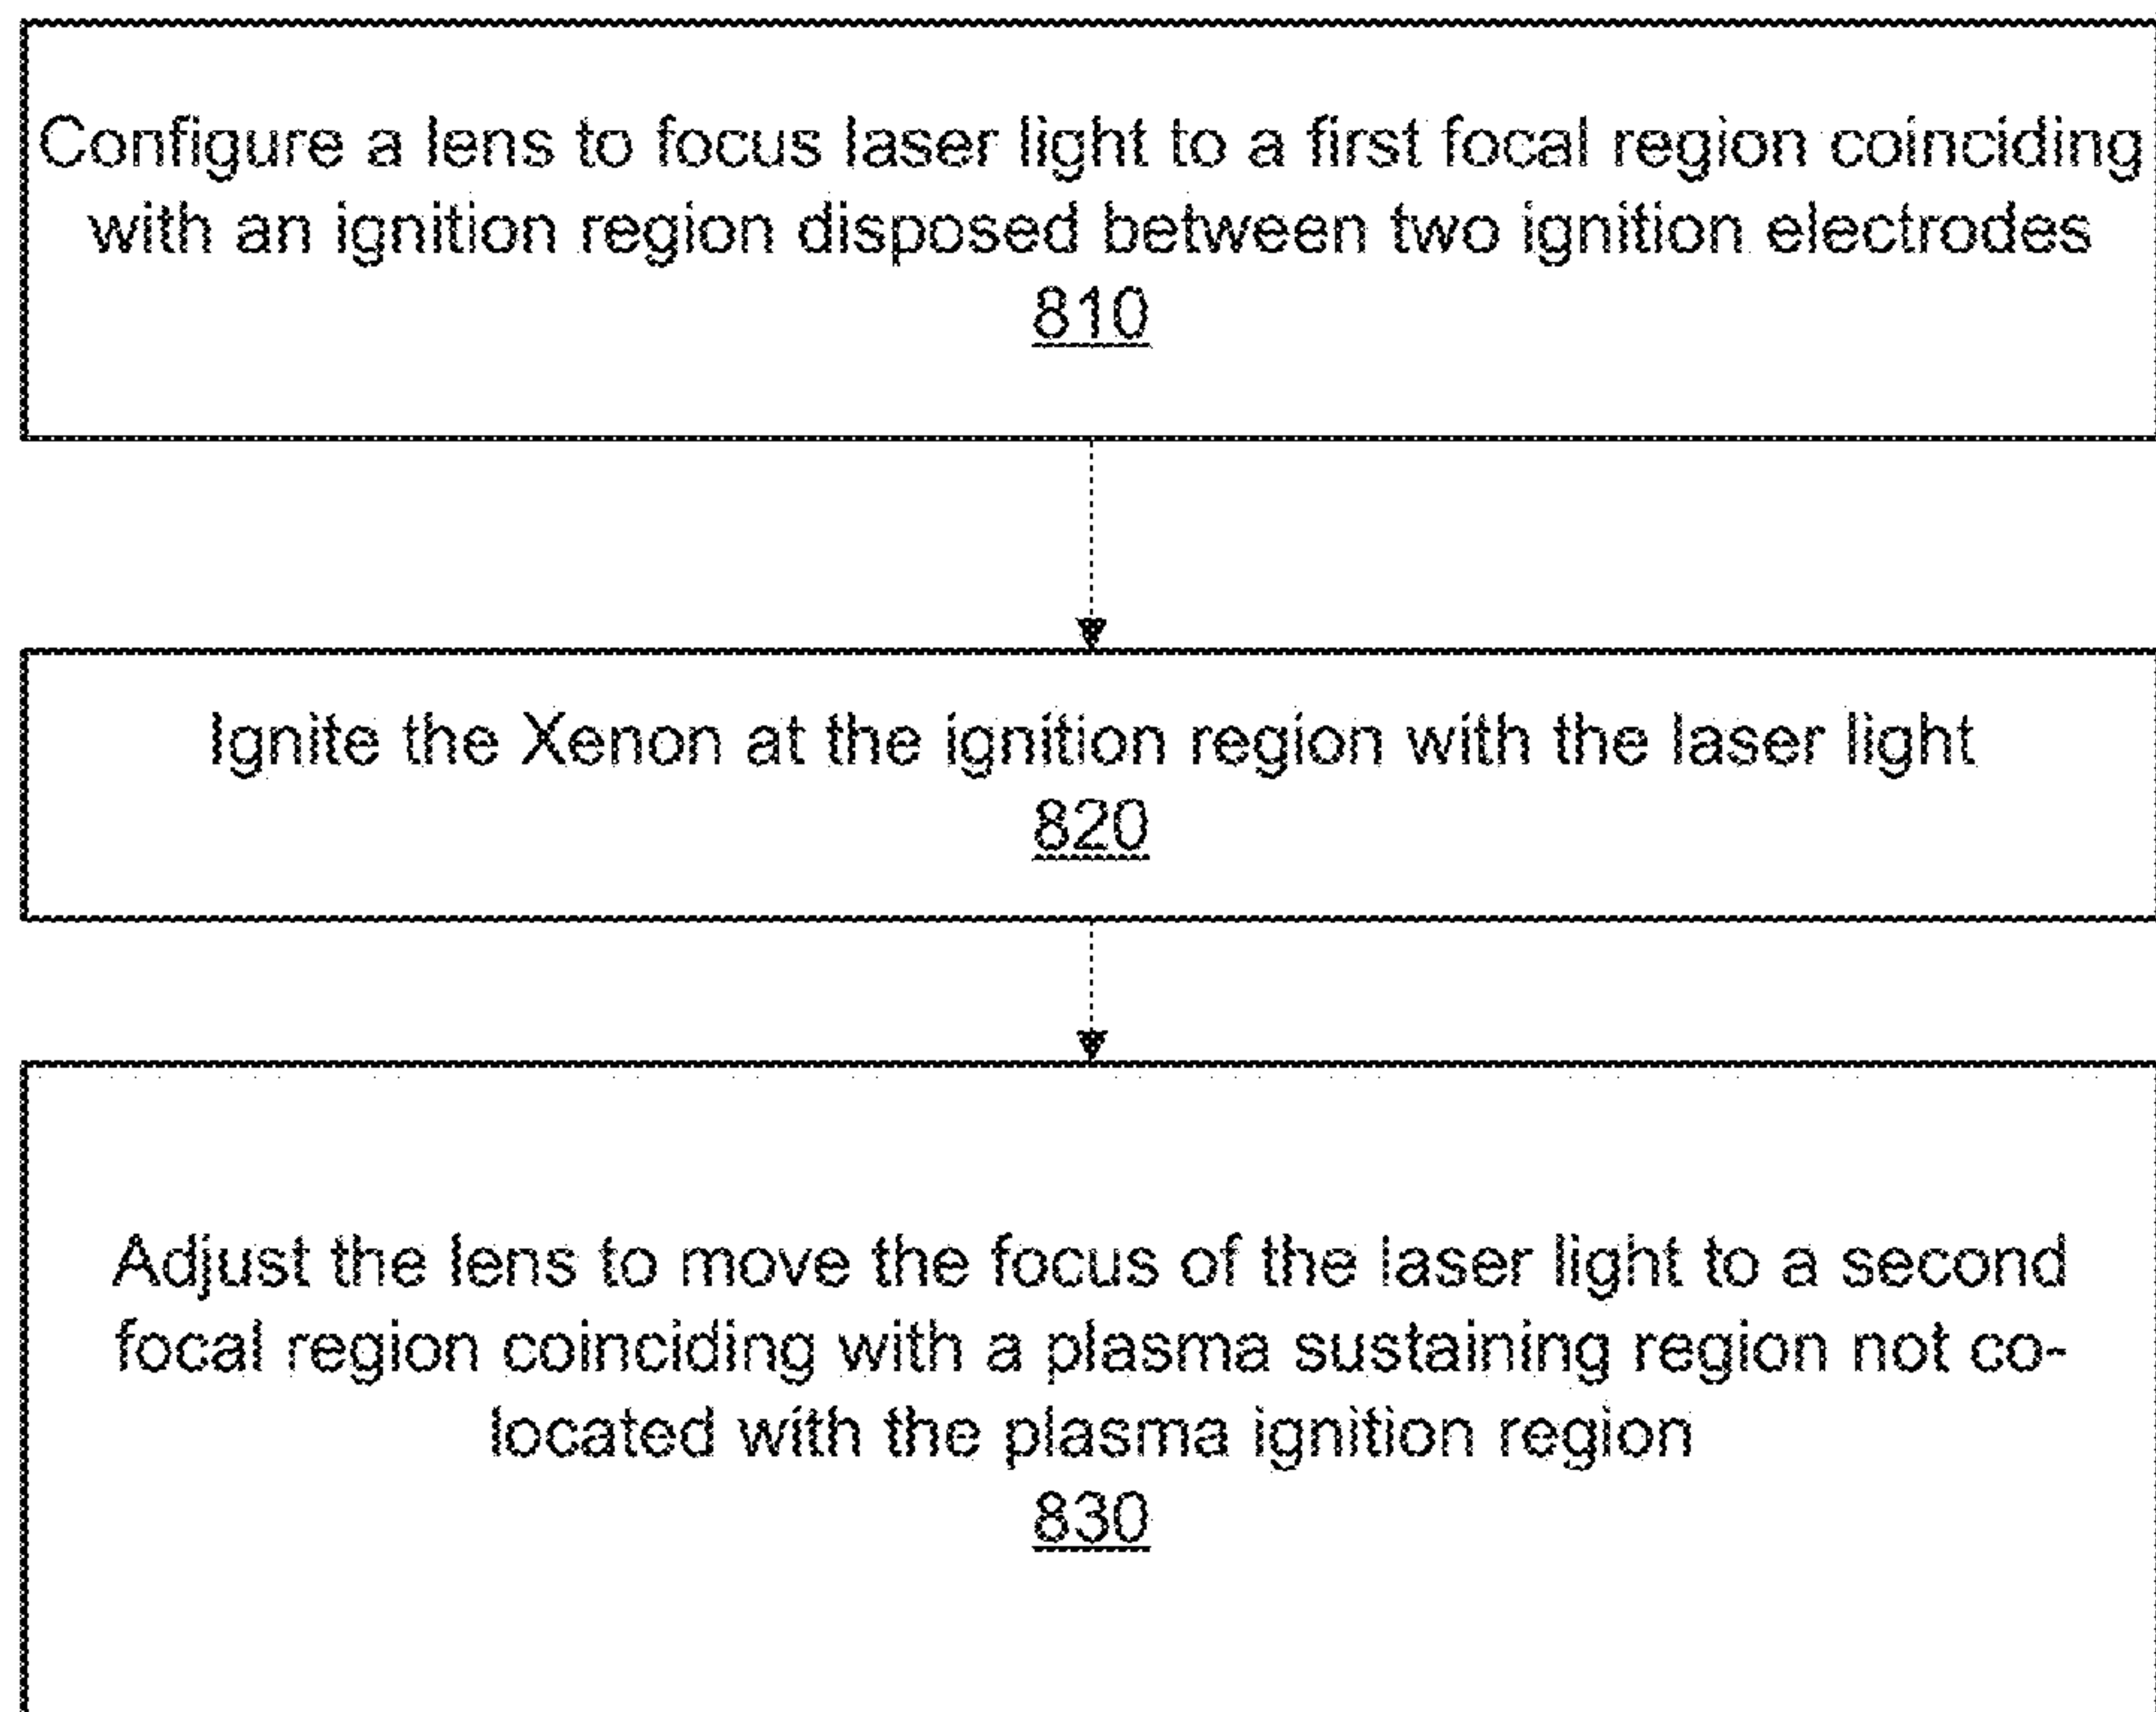 Configure a lens to focus laser light to a first focal region coinciding
with an ignition region disposed between two ignition electrodes
810
Ignite the Xenon at the ignition region with the laser light
820
Adjust the lens to move the focus of the laser light to a second
focal region coinciding with a plasma sustaining region not co-
located with the plasma ignition region
830